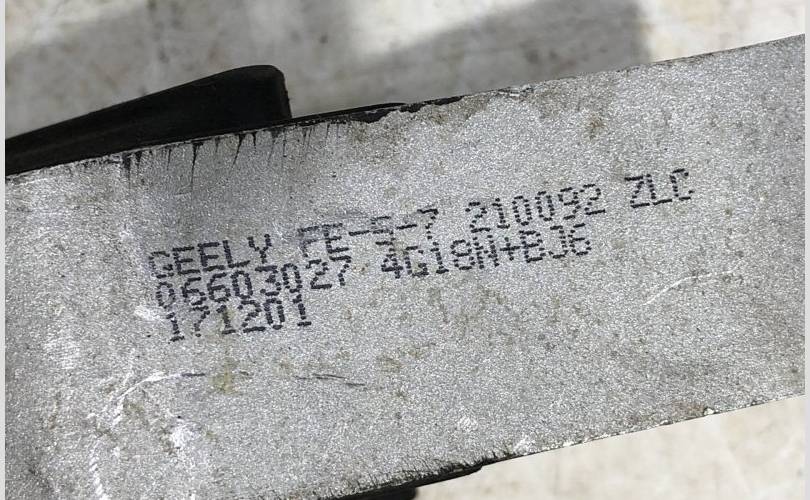 GEELY FE-5-7 210092 ZLC
06603027 4G18N+BJ6
171201